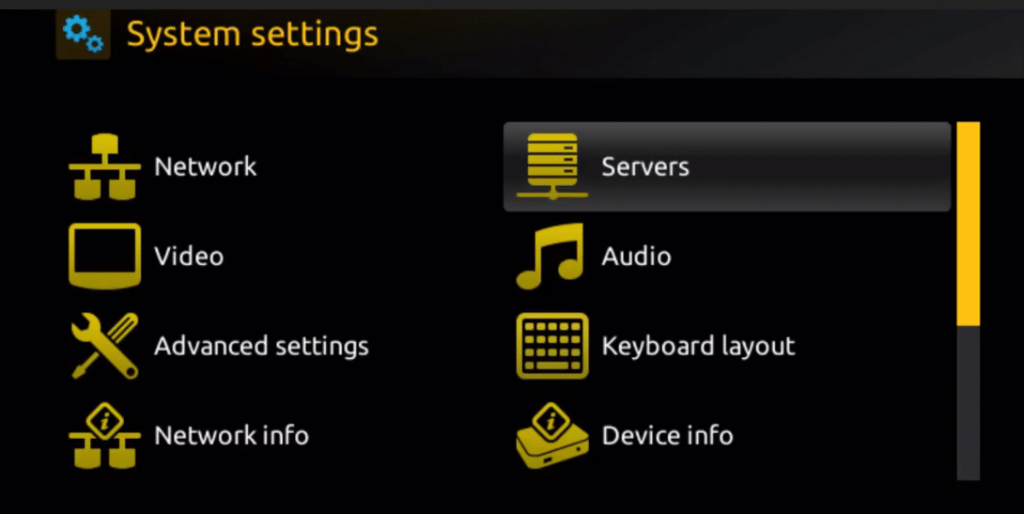 System settings
Network
Servers
Video
Audio
Advanced settings
Keyboard layout
Network info
Device info